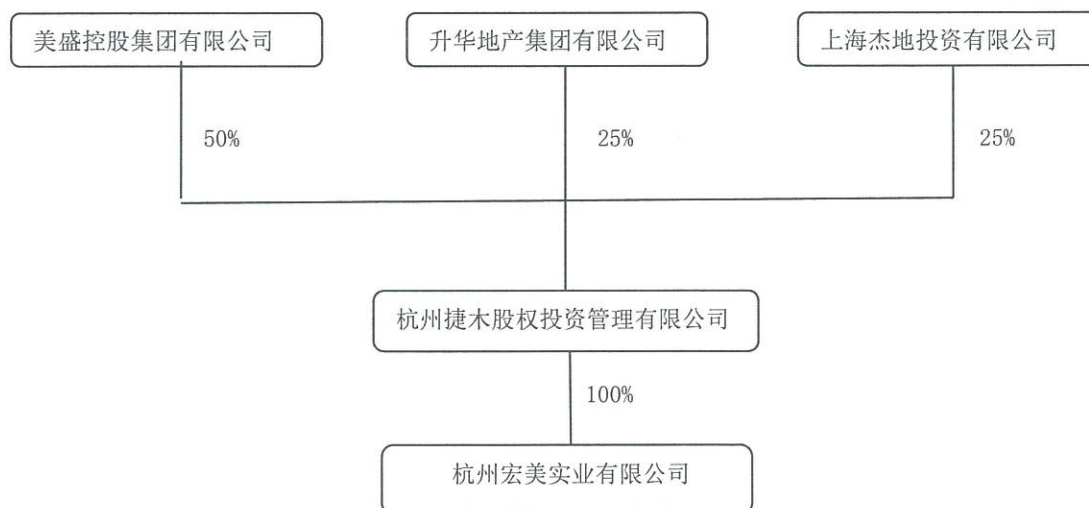 美盛控股集团有限公司
升华地产集团有限公司
上海杰地投资有限公司
50%
25%
25%
杭州捷木股权投资管理有限公司
100%
杭州宏美实业有限公司